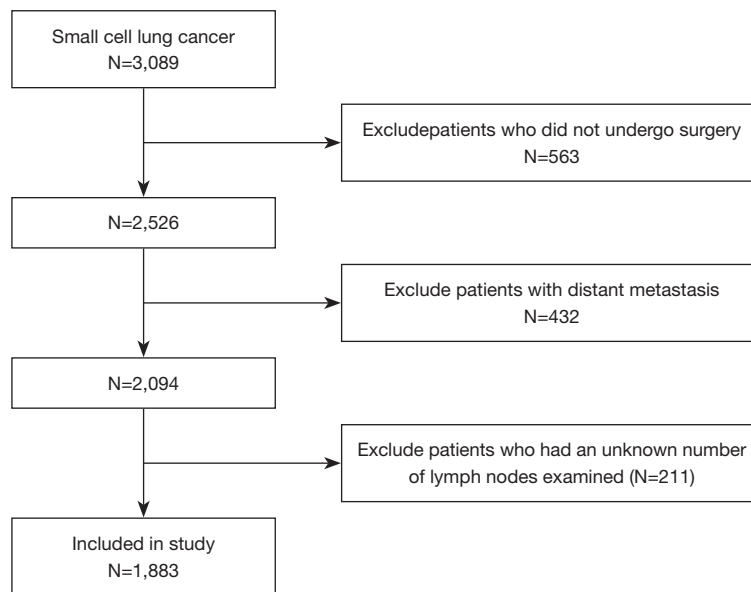 Small cell lung cancer
N=3,089
Excludepatients who did not undergo surgery
N=563
N=2,526
Exclude patients with distant metastasis
N=432
N=2,094
Exclude patients who had an unknown number
of lymph nodes examined (N=211)
Included in study
N=1,883